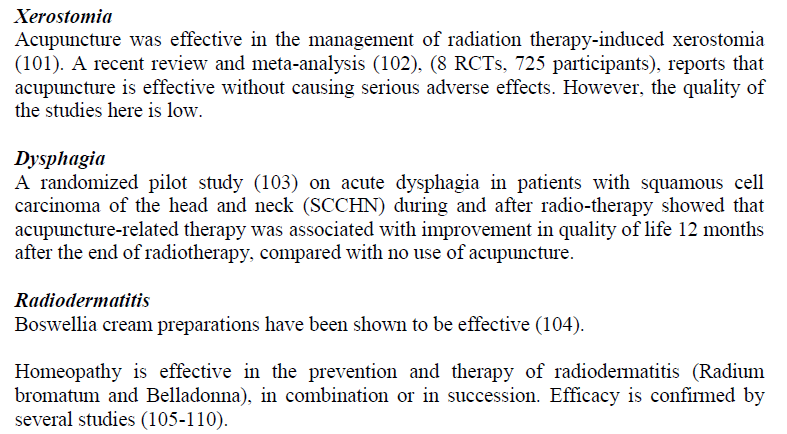 Xerostomia
Acupuncture was effective in the management of radiation therapy-induced xerostomia
(101). A recent review and meta-analysis (102), (8 RCTs, 725 participants), reports that
acupuncture is effective without causing serious adverse effects. However, the quality of
the studies here is low.
Dysphagia
A randomized pilot study (103) on acute dysphagia in patients with squamous cell
carcinoma of the head and neck (SCCHN) during and after radio-therapy showed that
acupuncture-related therapy was associated with improvement in quality of life 12 months
after the end of radiotherapy, compared with no use of acupuncture.
Radiodermatitis
Boswellia cream preparations have been shown to be effective (104).
Homeopathy is effective in the prevention and therapy of radiodermatitis (Radium
bromatum and Belladonna), in combination or in succession. Efficacy is confirmed by
several studies (105-110).